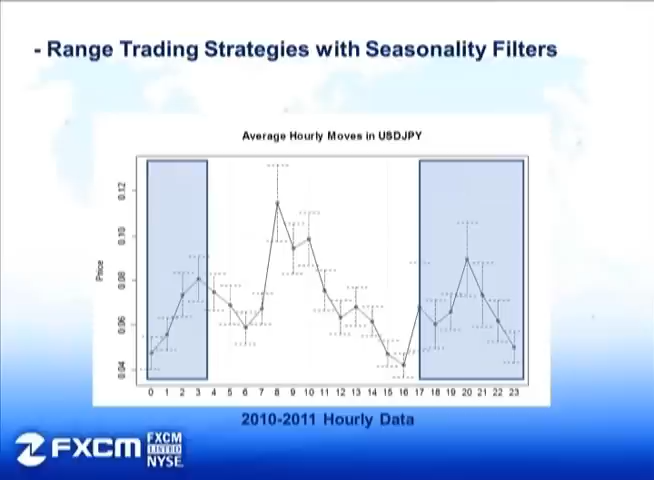 - Range Trading Strategies with Seasonality Filters
Average Hourly Moves in USDJPY
Price
0.12
0.10
0.08
0.06
0.04
0 1 2 3 4 5 6 7 8 9 10 11 12 13 14 15 16 17 18 19 20 21 22 23
2010-2011 Hourly Data
FXCM
FXCM
LISTED
NYSE